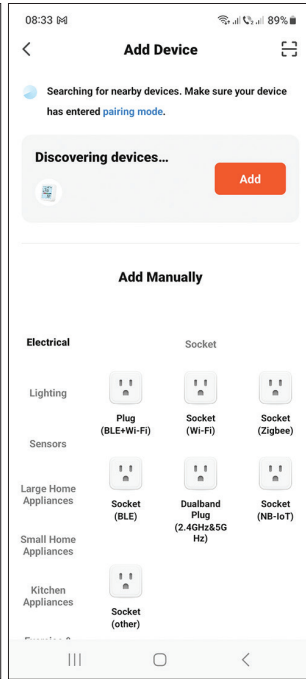 08:33 89%
Add Device
Searching for nearby devices. Make sure your device
has entered pairing mode.
Discovering devices...
Add
Add Manually
Electrical
Socket
Lighting
Sensors
Large Home
Appliances
Small Home
Appliances
Kitchen
Appliances
Plug
(BLE+Wi-Fi)
Socket
(Wi-Fi)
Socket
(Zigbee)
Socket
(BLE)
Dualband
Plug
(2.4GHz&5G
Hz)
Socket
(NB-IoT)
Socket
(other)